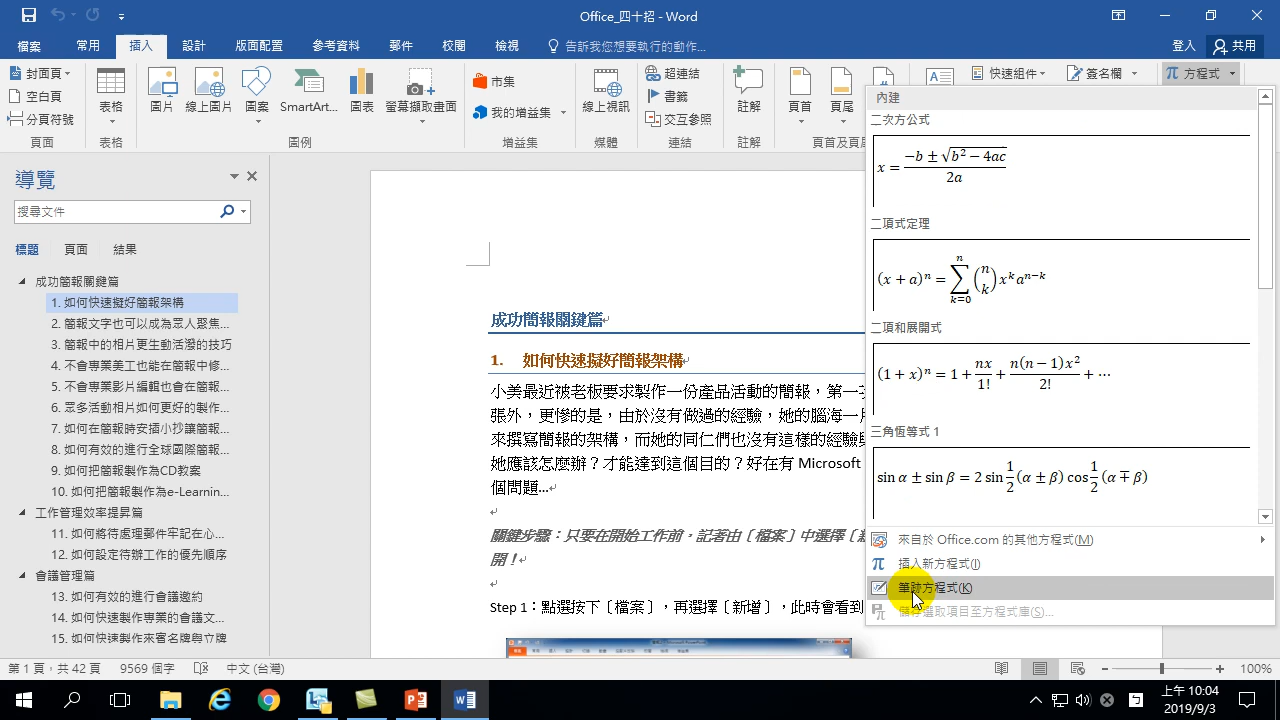 Office_四十招 - Word
檔案 常用 插入 設計 版面配置 參考資料 郵件 校閱 檢視 告訴我您想要執行的動作... 登入 共用
封面頁
空白頁
分頁符號
頁面
表格
表格
圖片 線上圖片 圖案 SmartArt... 圖表 螢幕擷取畫面
圖例
市集
我的增益集
增益集
線上視訊
媒體
超連結
書籤
交互參照
連結
註解
註解
頁首 頁尾
快速組件 簽名欄 π 方程式
導覽
搜尋文件
標題 頁面 結果
成功簡報關鍵篇
1. 如何快速擬好簡報架構
2. 簡報文字也可以成為眾人聚焦...
3. 簡報中的相片更生動活潑的技巧
4. 不會專業美工也能在簡報中修...
5. 不會專業影片編輯也會在簡報...
6. 眾多活動相片如何更好的製作...
7. 如何在簡報時安插小抄讓簡報...
8. 如何有效的進行全球國際簡報...
9. 如何把簡報製作為CD教案
10. 如何把簡報製作為e-Learnin...
工作管理效率提昇篇
11. 如何將待處理郵件牢記在心...
12. 如何設定待辦工作的優先順序
會議管理篇
13. 如何有效的進行會議邀約
14. 如何快速製作專業的會議文...
15. 如何快速製作來賓名牌與立牌
成功簡報關鍵篇
1. 如何快速擬好簡報架構
小美最近被老板要求製作一份產品活動的簡報，第一
張外，更慘的是，由於沒有做過的經驗，她的腦海一
來撰寫簡報的架構，而她的同仁們也沒有這樣的經驗
她應該怎麼辦？才能達到這個目的？好在有 Microsoft
個問題...
關鍵步驟：只要在開始工作前，記著由〔檔案〕中選擇〔
開！
Step 1：點選按下〔檔案〕，再選擇〔新增〕，此時會看到
內建
二次方公式
x = (−b ± √(b² − 4ac)) / 2a
二項式定理
(x + a)ⁿ = ∑ₖ₌₀ⁿ (n k) xᵏaⁿ⁻ᵏ
二項和展開式
(1 + x)ⁿ = 1 + nx/1! + n(n − 1)x²/2! + ⋯
三角恆等式 1
sin α ± sin β = 2 sin 1/2 (α ± β) cos 1/2 (α ∓ β)
來自於 Office.com 的其他方程式(M)
π 插入新方程式(I)
筆跡方程式(K)
儲存選取項目至方程式庫(S)...
第 1 頁，共 42 頁 9569 個字 中文 (台灣) 100%
上午 10:04
2019/9/3